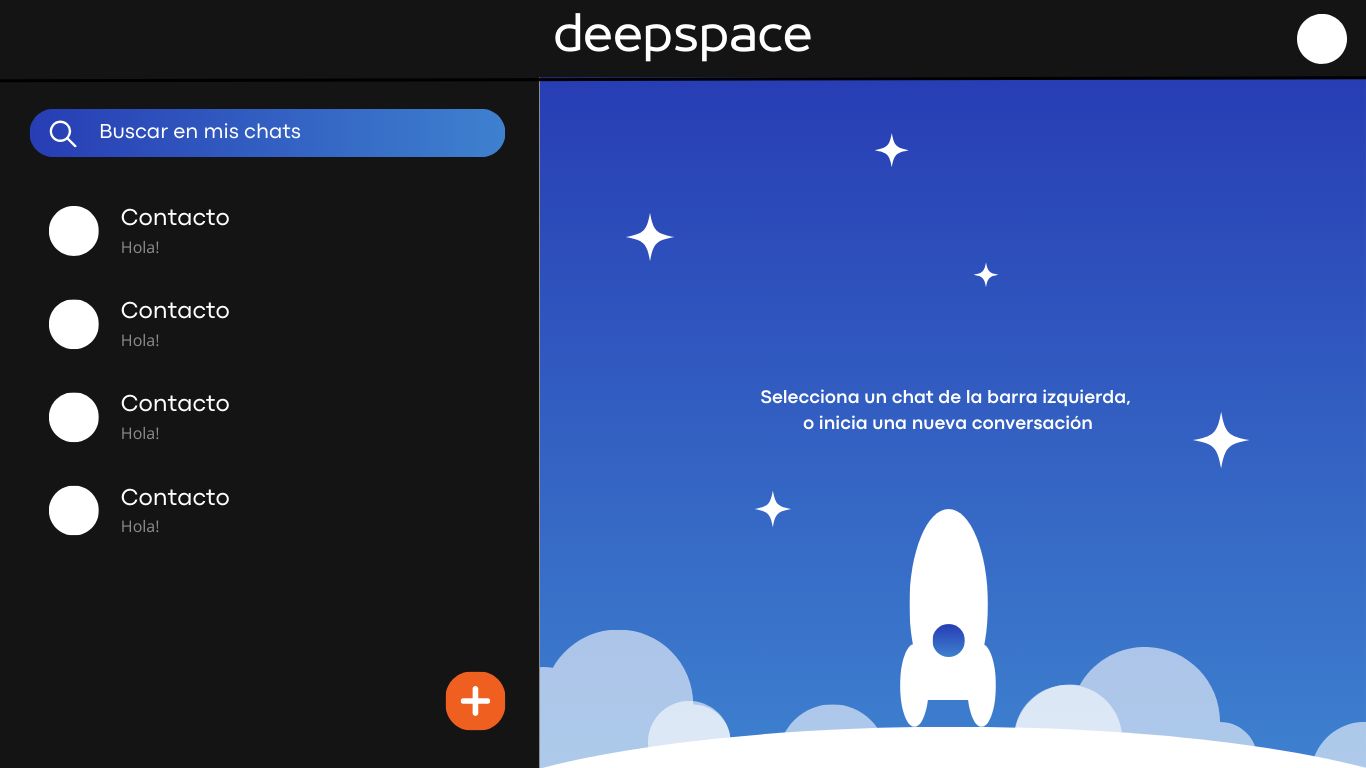 deepspace
Buscar en mis chats
Contacto
Hola!
Contacto
Hola!
Contacto
Hola!
Contacto
Hola!
Selecciona un chat de la barra izquierda,
o inicia una nueva conversación